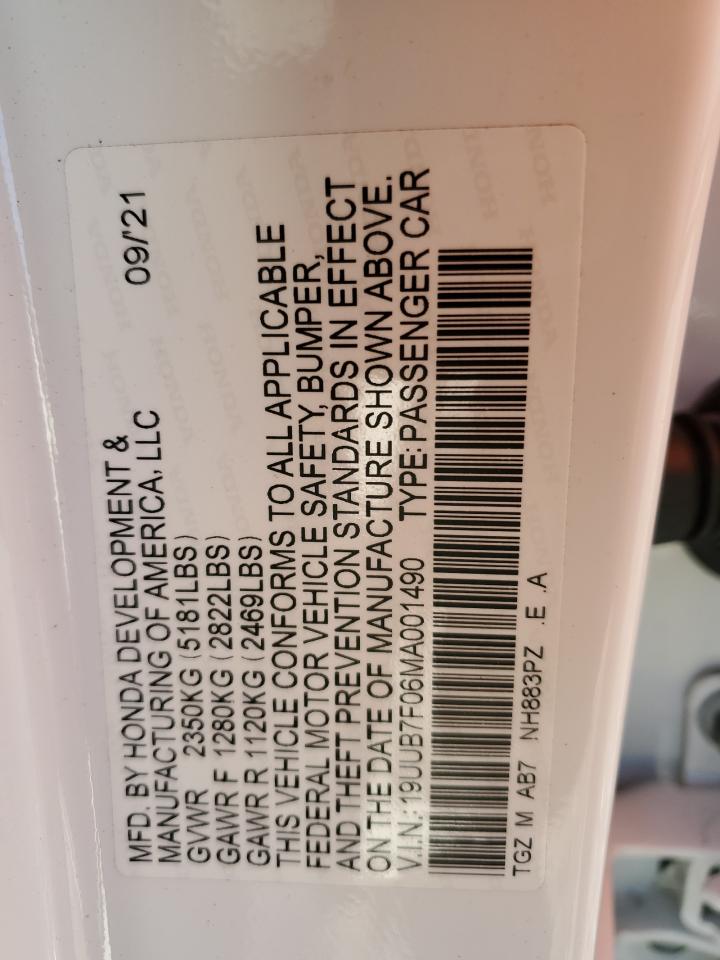 MFD. BY HONDA DEVELOPMENT & 09/'21
MANUFACTURING OF AMERICA, LLC
GVWR 2350KG (5181LBS)
GAWR F 1280KG (2822LBS)
GAWR R 1120KG (2469LBS)
THIS VEHICLE CONFORMS TO ALL APPLICABLE
FEDERAL MOTOR VEHICLE SAFETY, BUMPER,
AND THEFT PREVENTION STANDARDS IN EFFECT
ON THE DATE OF MANUFACTURE SHOWN ABOVE.
V.I.N.: 19UUB7F06MA001490 TYPE: PASSENGER CAR
TGZ M AB7 NH883PZ .E .A